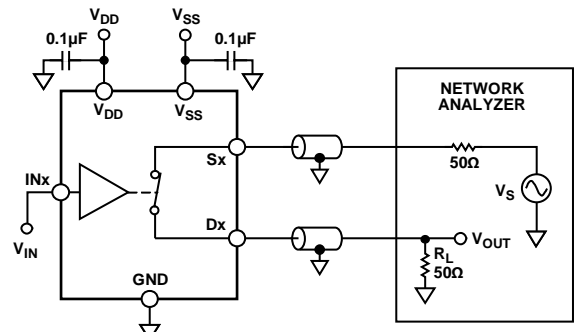 VDD
VSS
0.1µF
0.1µF
VDD
VSS
NETWORK
ANALYZER
Sx
50Ω
INx
VS
Dx
VOUT
VIN
RL
50Ω
GND